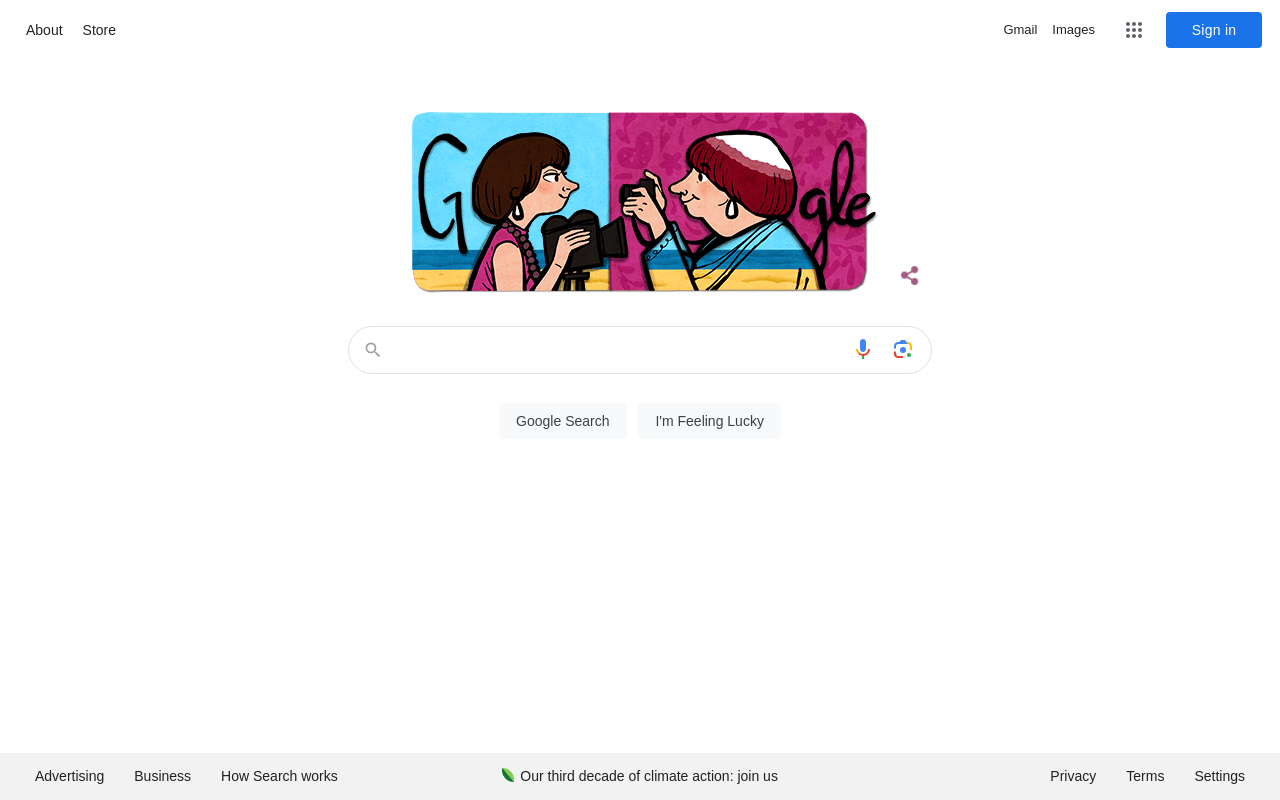 About Store
Gmail Images Sign in
G gle
Google Search I'm Feeling Lucky
Advertising Business How Search works
Our third decade of climate action: join us
Privacy Terms Settings